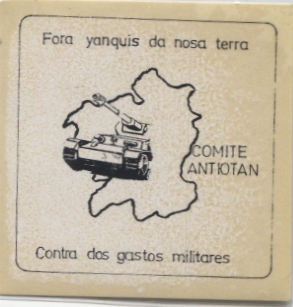 Fora yanquis da nosa terra
COMITE
ANTIOTAN
Contra dos gastos militares